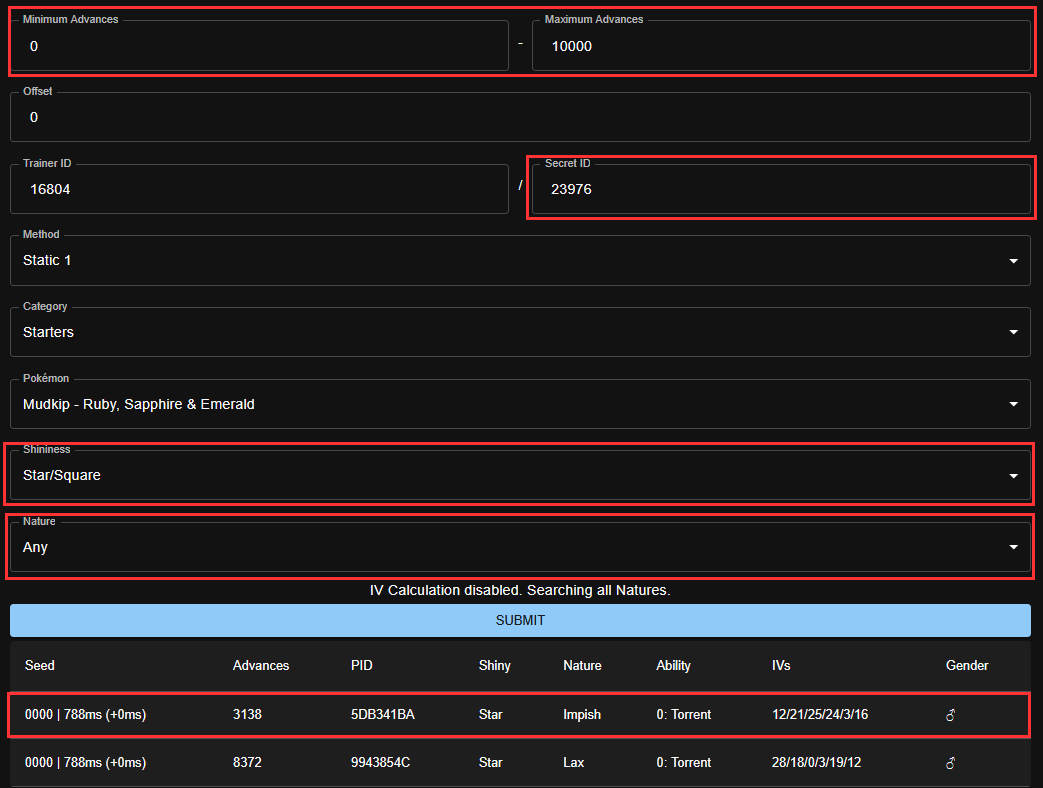 Minimum Advances
0
-
Maximum Advances
10000
Offset
0
Trainer ID
16804
/
Secret ID
23976
Method
Static 1
Category
Starters
Pokémon
Mudkip - Ruby, Sapphire & Emerald
Shininess
Star/Square
Nature
Any
IV Calculation disabled. Searching all Natures.
SUBMIT
Seed Advances PID Shiny Nature Ability IVs Gender
0000 | 788ms (+0ms) 3138 5DB341BA Star Impish 0: Torrent 12/21/25/24/3/16 ♂
0000 | 788ms (+0ms) 8372 9943854C Star Lax 0: Torrent 28/18/0/3/19/12 ♂